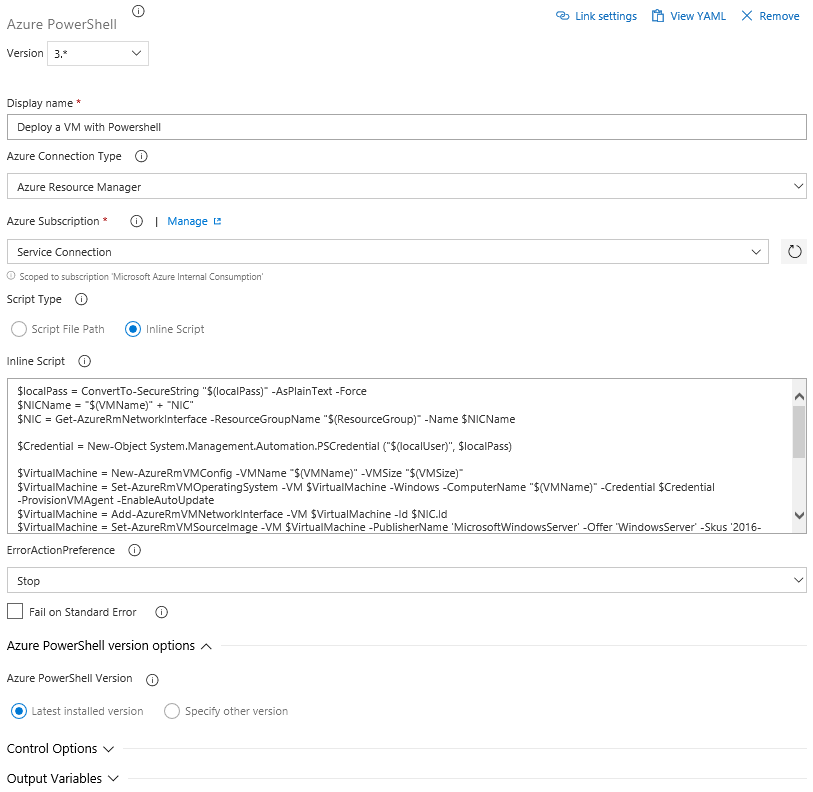 Azure PowerShell
Link settings View YAML Remove
Version 3.*
Display name *
Deploy a VM with Powershell
Azure Connection Type
Azure Resource Manager
Azure Subscription * | Manage
Service Connection
Scoped to subscription 'Microsoft Azure Internal Consumption'
Script Type
Script File Path Inline Script
Inline Script
$localPass = ConvertTo-SecureString "$(localPass)" -AsPlainText -Force
$NICName = "$(VMName)" + "NIC"
$NIC = Get-AzureRmNetworkInterface -ResourceGroupName "$(ResourceGroup)" -Name $NICName
$Credential = New-Object System.Management.Automation.PSCredential ("$(localUser)", $localPass)
$VirtualMachine = New-AzureRmVMConfig -VMName "$(VMName)" -VMSize "$(VMSize)"
$VirtualMachine = Set-AzureRmVMOperatingSystem -VM $VirtualMachine -Windows -ComputerName "$(VMName)" -Credential $Credential
-ProvisionVMAgent -EnableAutoUpdate
$VirtualMachine = Add-AzureRmVMNetworkInterface -VM $VirtualMachine -Id $NIC.Id
$VirtualMachine = Set-AzureRmVMSourceImage -VM $VirtualMachine -PublisherName 'MicrosoftWindowsServer' -Offer 'WindowsServer' -Skus '2016-
ErrorActionPreference
Stop
Fail on Standard Error
Azure PowerShell version options
Azure PowerShell Version
Latest installed version Specify other version
Control Options
Output Variables